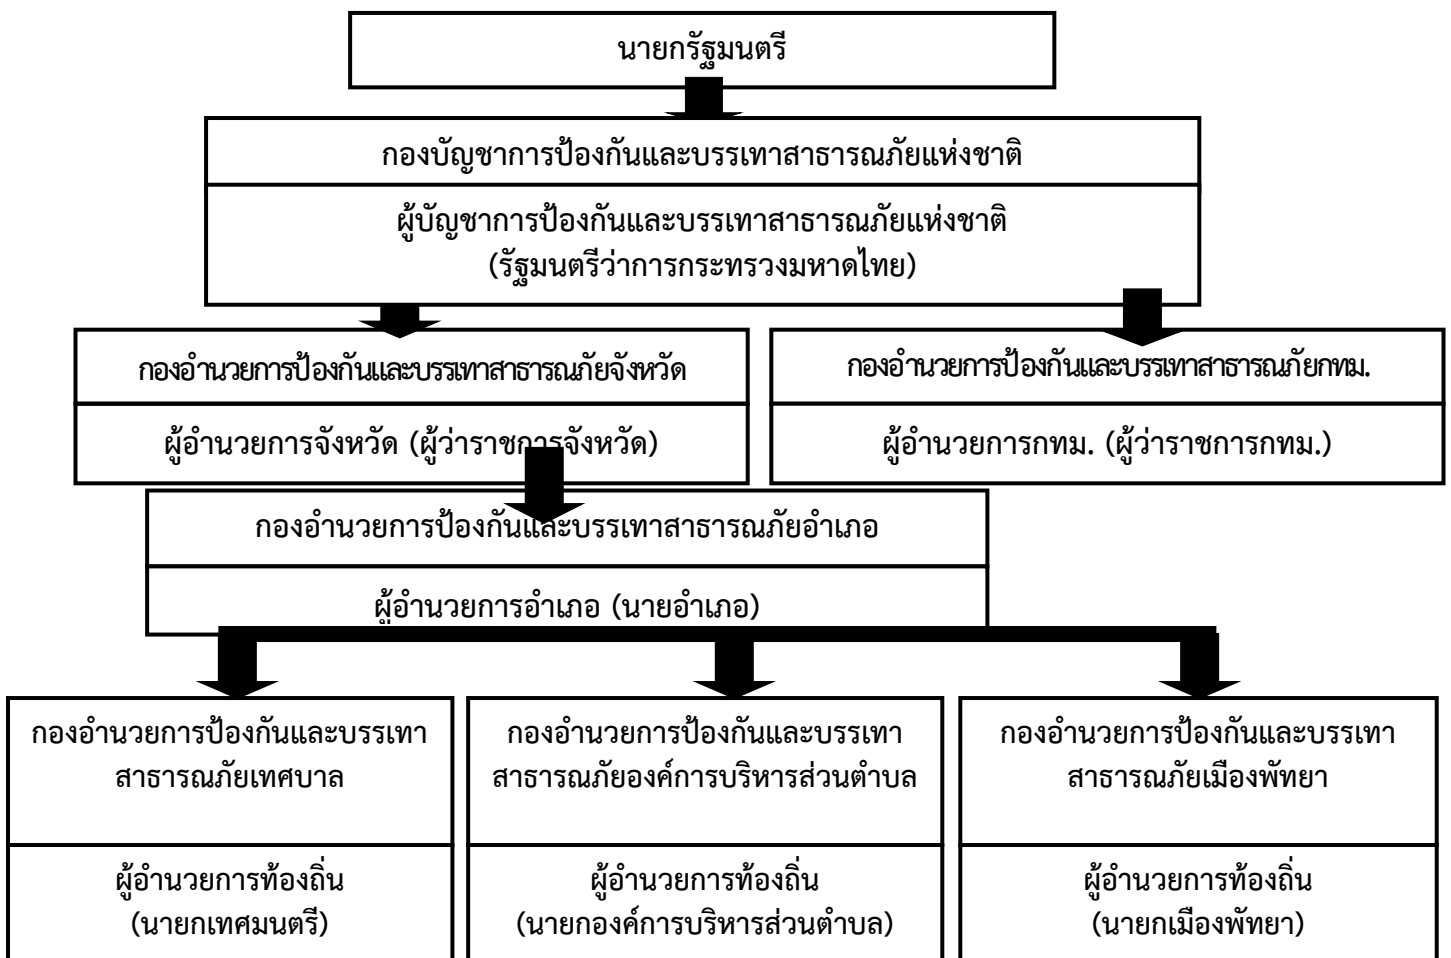 นายกรัฐมนตรี
กองบัญชาการป้องกันและบรรเทาสาธารณภัยแห่งชาติ
ผู้บัญชาการป้องกันและบรรเทาสาธารณภัยแห่งชาติ
(รัฐมนตรีว่าการกระทรวงมหาดไทย)
กองอำนวยการป้องกันและบรรเทาสาธารณภัยจังหวัด
ผู้อำนวยการจังหวัด (ผู้ว่าราชการจังหวัด)
กองอำนวยการป้องกันและบรรเทาสาธารณภัยกทม.
ผู้อำนวยการกทม. (ผู้ว่าราชการกทม.)
กองอำนวยการป้องกันและบรรเทาสาธารณภัยอำเภอ
ผู้อำนวยการอำเภอ (นายอำเภอ)
กองอำนวยการป้องกันและบรรเทา
สาธารณภัยเทศบาล
ผู้อำนวยการท้องถิ่น
(นายกเทศมนตรี)
กองอำนวยการป้องกันและบรรเทา
สาธารณภัยองค์การบริหารส่วนตำบล
ผู้อำนวยการท้องถิ่น
(นายกองค์การบริหารส่วนตำบล)
กองอำนวยการป้องกันและบรรเทา
สาธารณภัยเมืองพัทยา
ผู้อำนวยการท้องถิ่น
(นายกเมืองพัทยา)